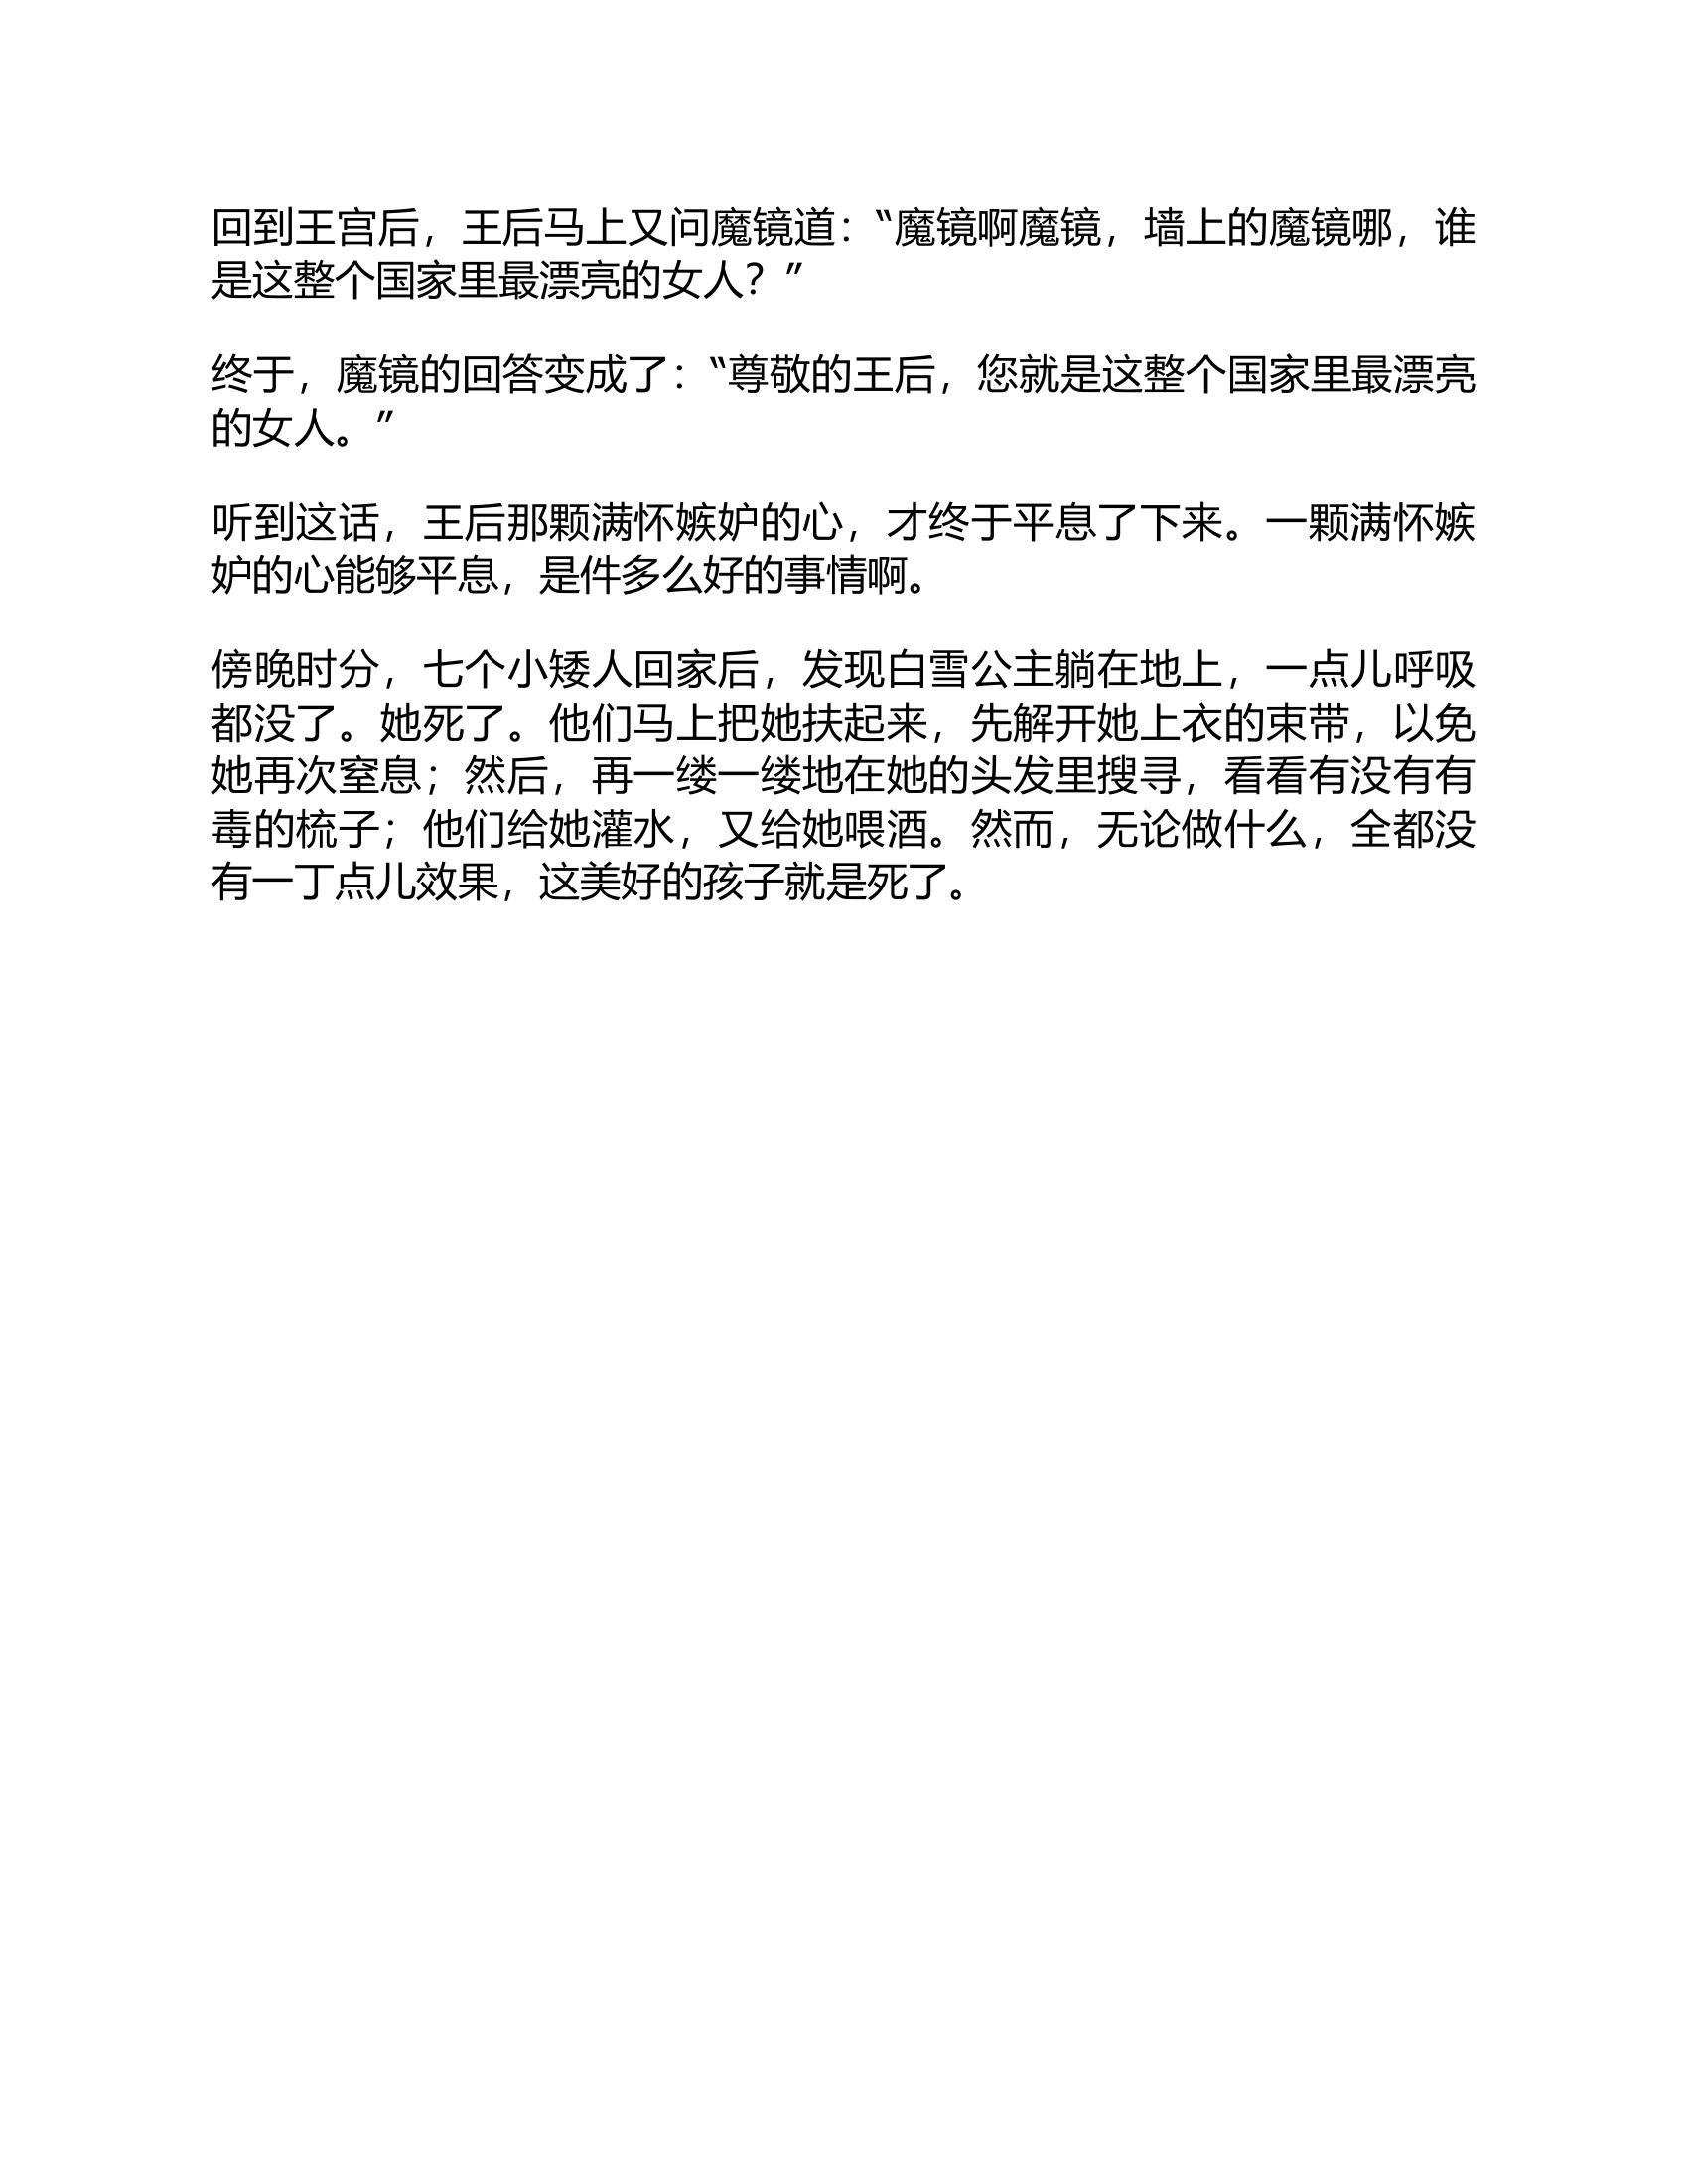 回到王宫后，王后马上又问魔镜道：“魔镜啊魔镜，墙上的魔镜哪，谁
是这整个国家里最漂亮的女人？”
终于，魔镜的回答变成了：“尊敬的王后，您就是这整个国家里最漂亮
的女人。”
听到这话，王后那颗满怀嫉妒的心，才终于平息了下来。一颗满怀嫉
妒的心能够平息，是件多么好的事情啊。
傍晚时分，七个小矮人回家后，发现白雪公主躺在地上，一点儿呼吸
都没了。她死了。他们马上把她扶起来，先解开她上衣的束带，以免
她再次窒息；然后，再一缕一缕地在她的头发里搜寻，看看有没有有
毒的梳子；他们给她灌水，又给她喂酒。然而，无论做什么，全都没
有一丁点儿效果，这美好的孩子就是死了。